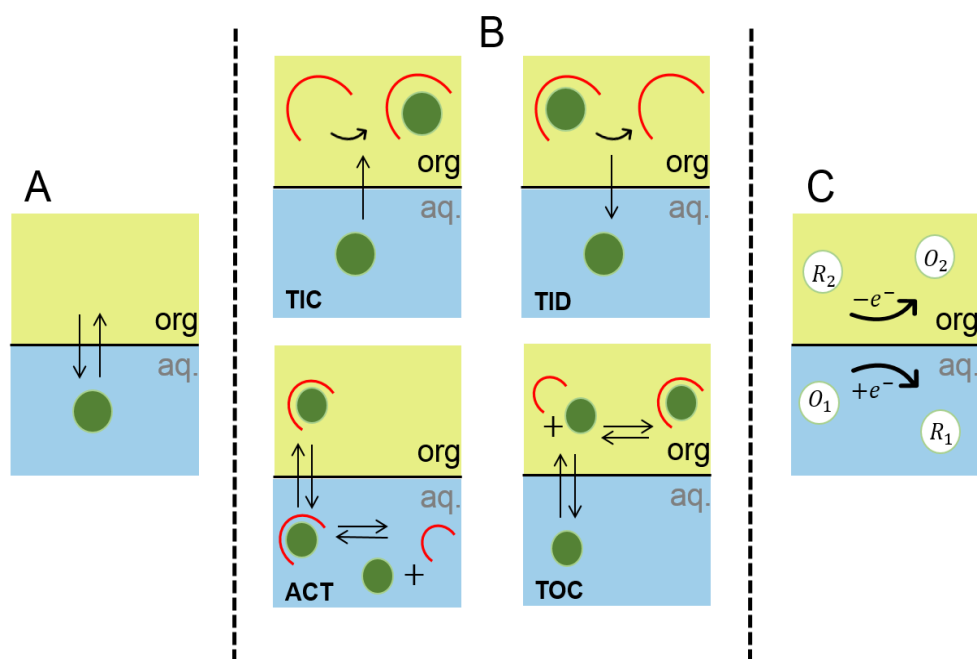 A
org
aq.
B
org
aq.
TIC
org
aq.
TID
org
aq.
ACT
+
org
aq.
TOC
+
C
R₂
O₂
−e⁻
org
aq.
O₁
+e⁻
R₁